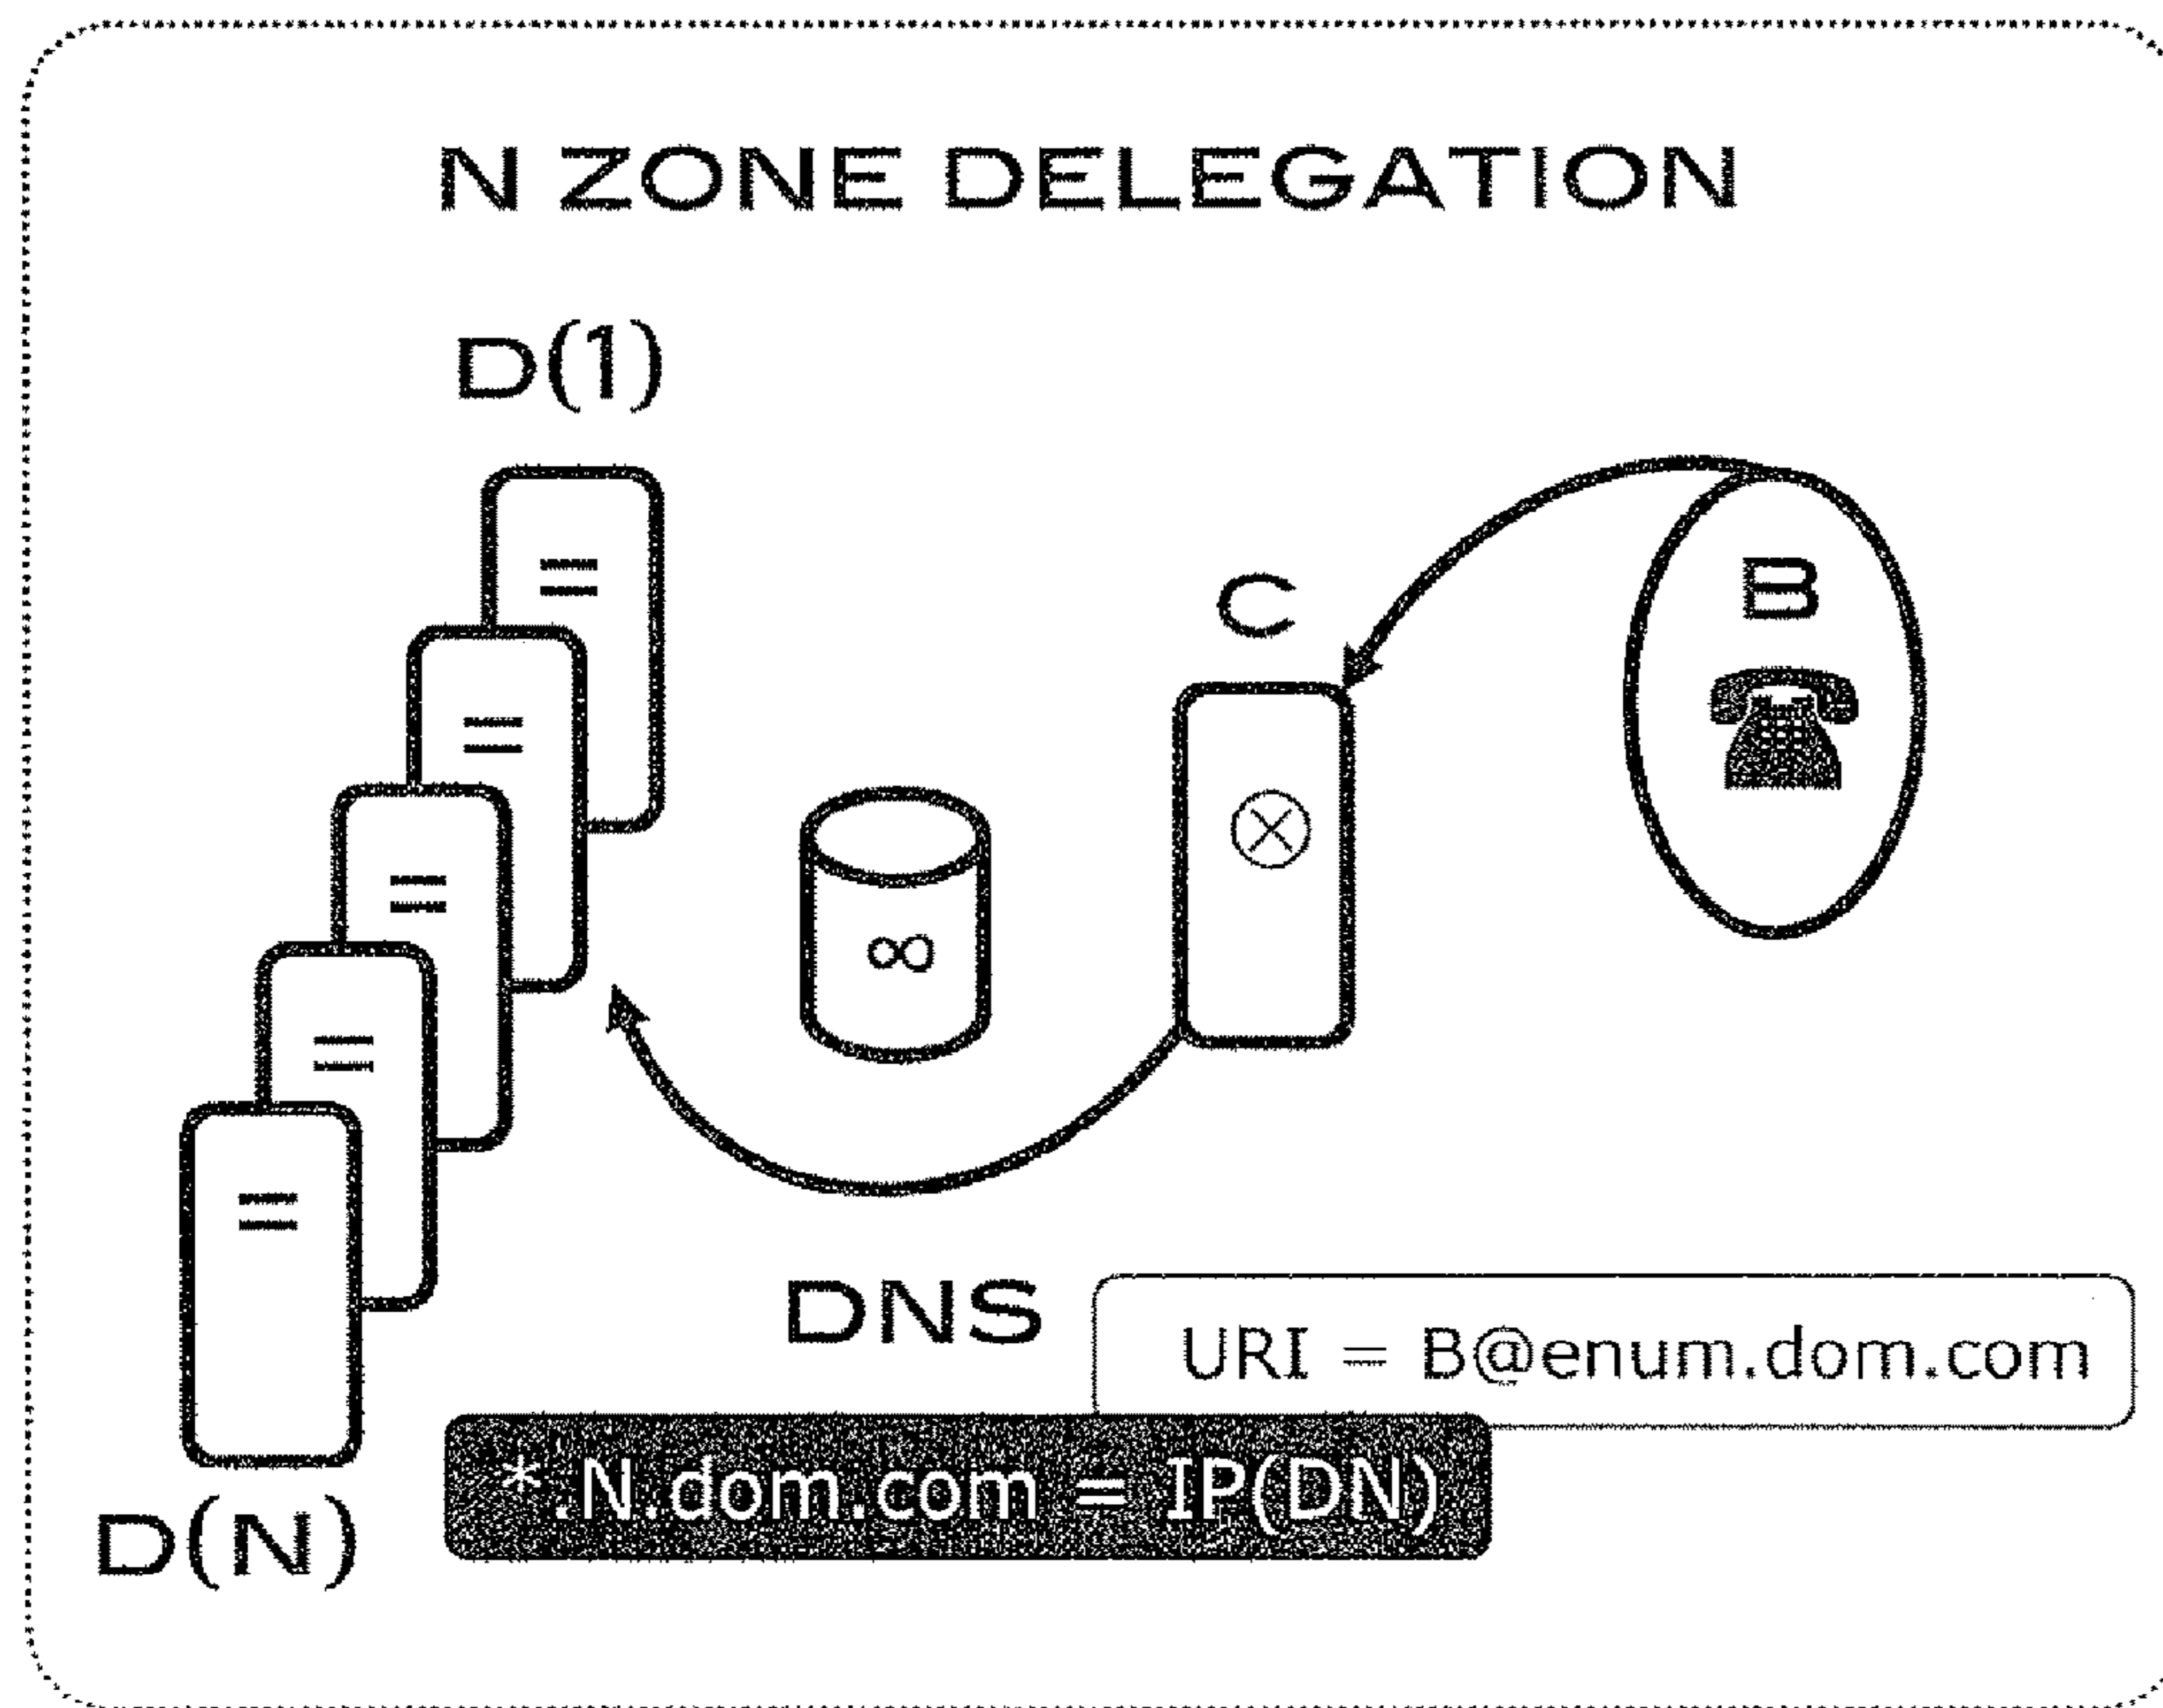 N ZONE DELEGATION
D(1)
C
B
=
=
=
=
=
∞
DNS
URI = B@enum.dom.com
*.N.dom.com = IP(DN)
D(N)